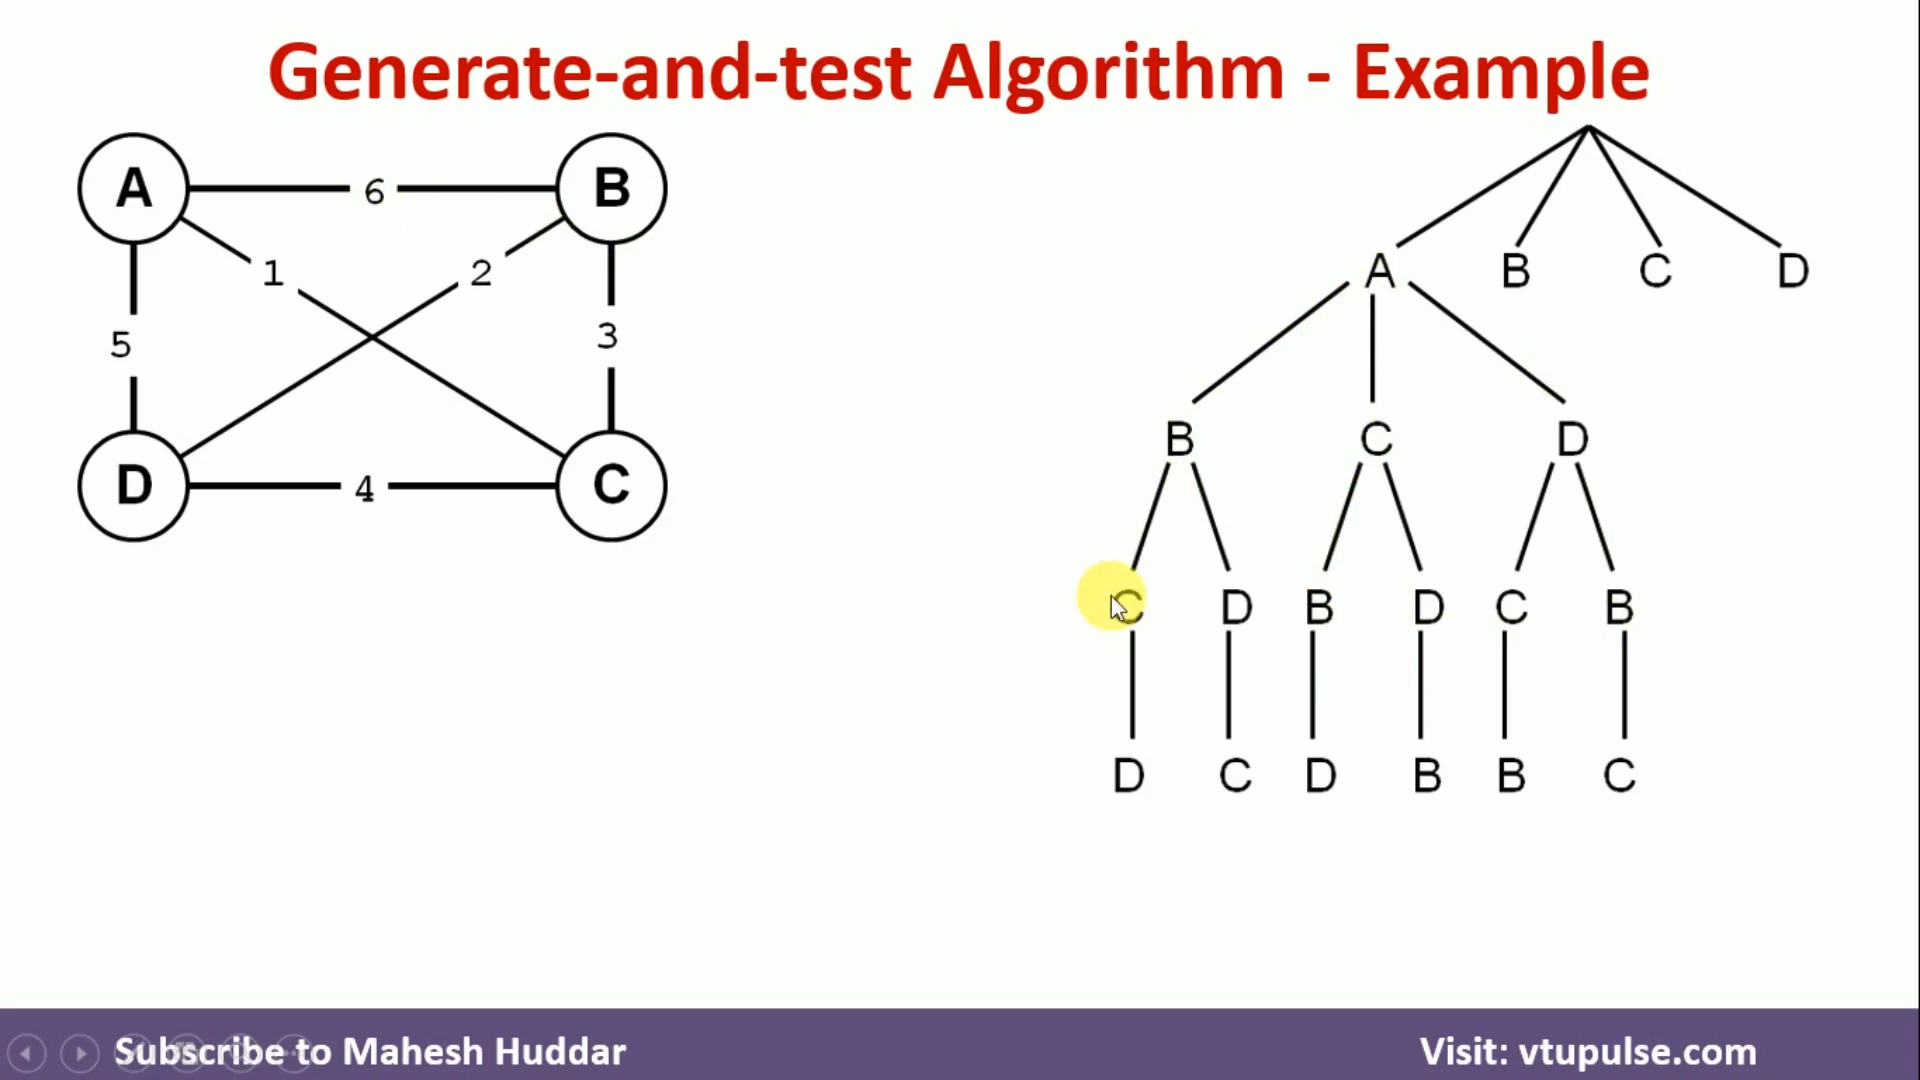 Generate-and-test Algorithm - Example
A 6 B
1 2
5 3
D 4 C
A B C D
B C D
C D B D C B
D C D B B C
Subscribe to Mahesh Huddar
Visit: vtupulse.com